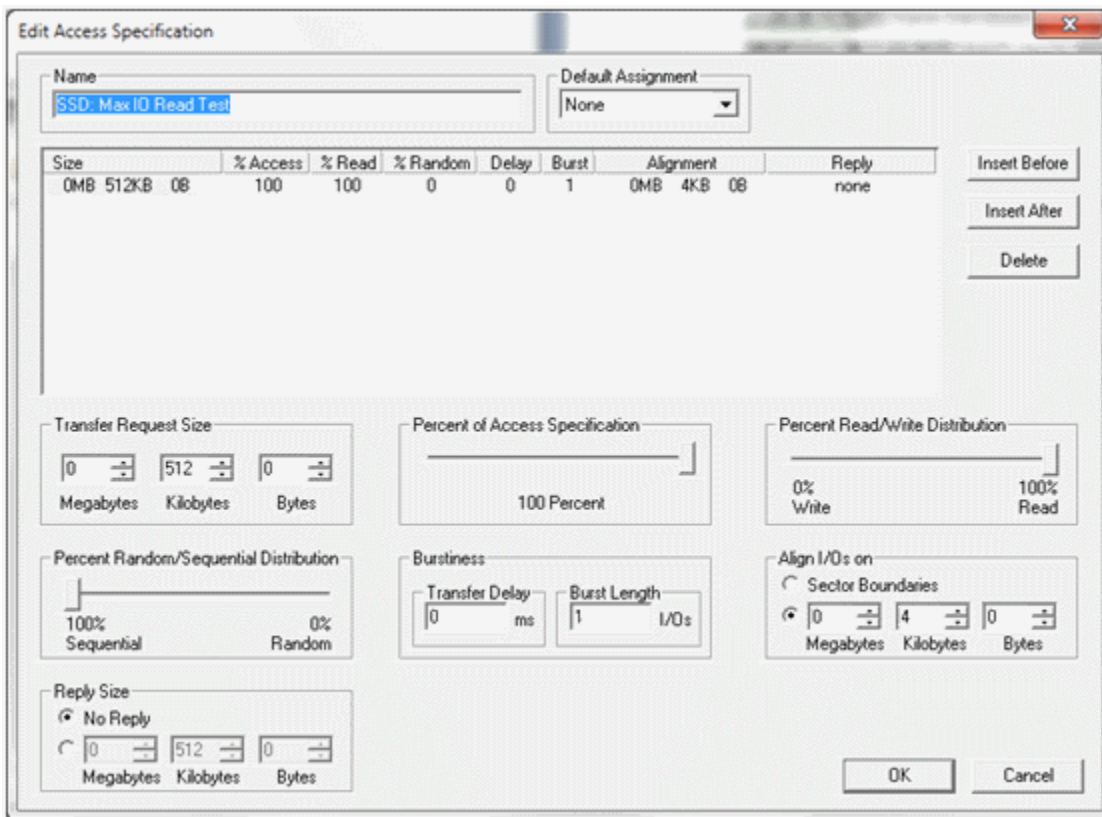 Edit Access Specification
Name
SSD: Max IO Read Test
Default Assignment
None
Size % Access % Read % Random Delay Burst Alignment Reply
0MB 512KB 0B 100 100 0 0 1 0MB 4KB 0B none
Insert Before
Insert After
Delete
Transfer Request Size
0 512 0
Megabytes Kilobytes Bytes
Percent of Access Specification
100 Percent
Percent Read/Write Distribution
0% 100%
Write Read
Percent Random/Sequential Distribution
100% 0%
Sequential Random
Burstiness
Transfer Delay
0 ms
Burst Length
1 I/Os
Align I/Os on
Sector Boundaries
0 4 0
Megabytes Kilobytes Bytes
Reply Size
No Reply
0 512 0
Megabytes Kilobytes Bytes
OK Cancel